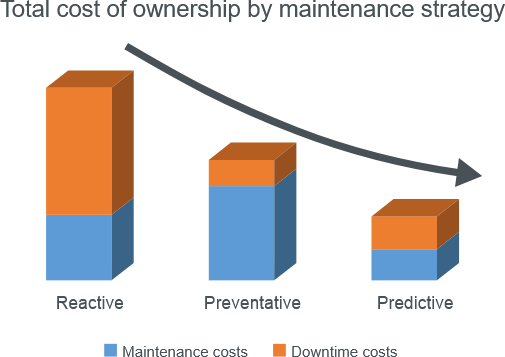 Total cost of ownership by maintenance strategy
Reactive
Preventative
Predictive
Maintenance costs
Downtime costs